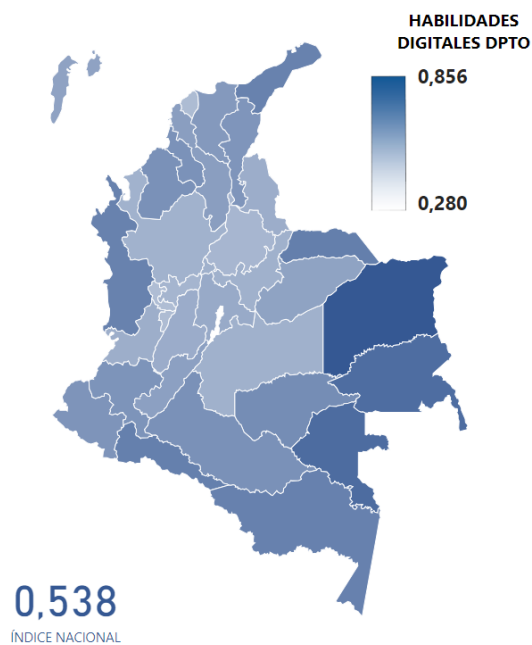 HABILIDADES
DIGITALES DPTO
0,856
0,280
0,538
ÍNDICE NACIONAL